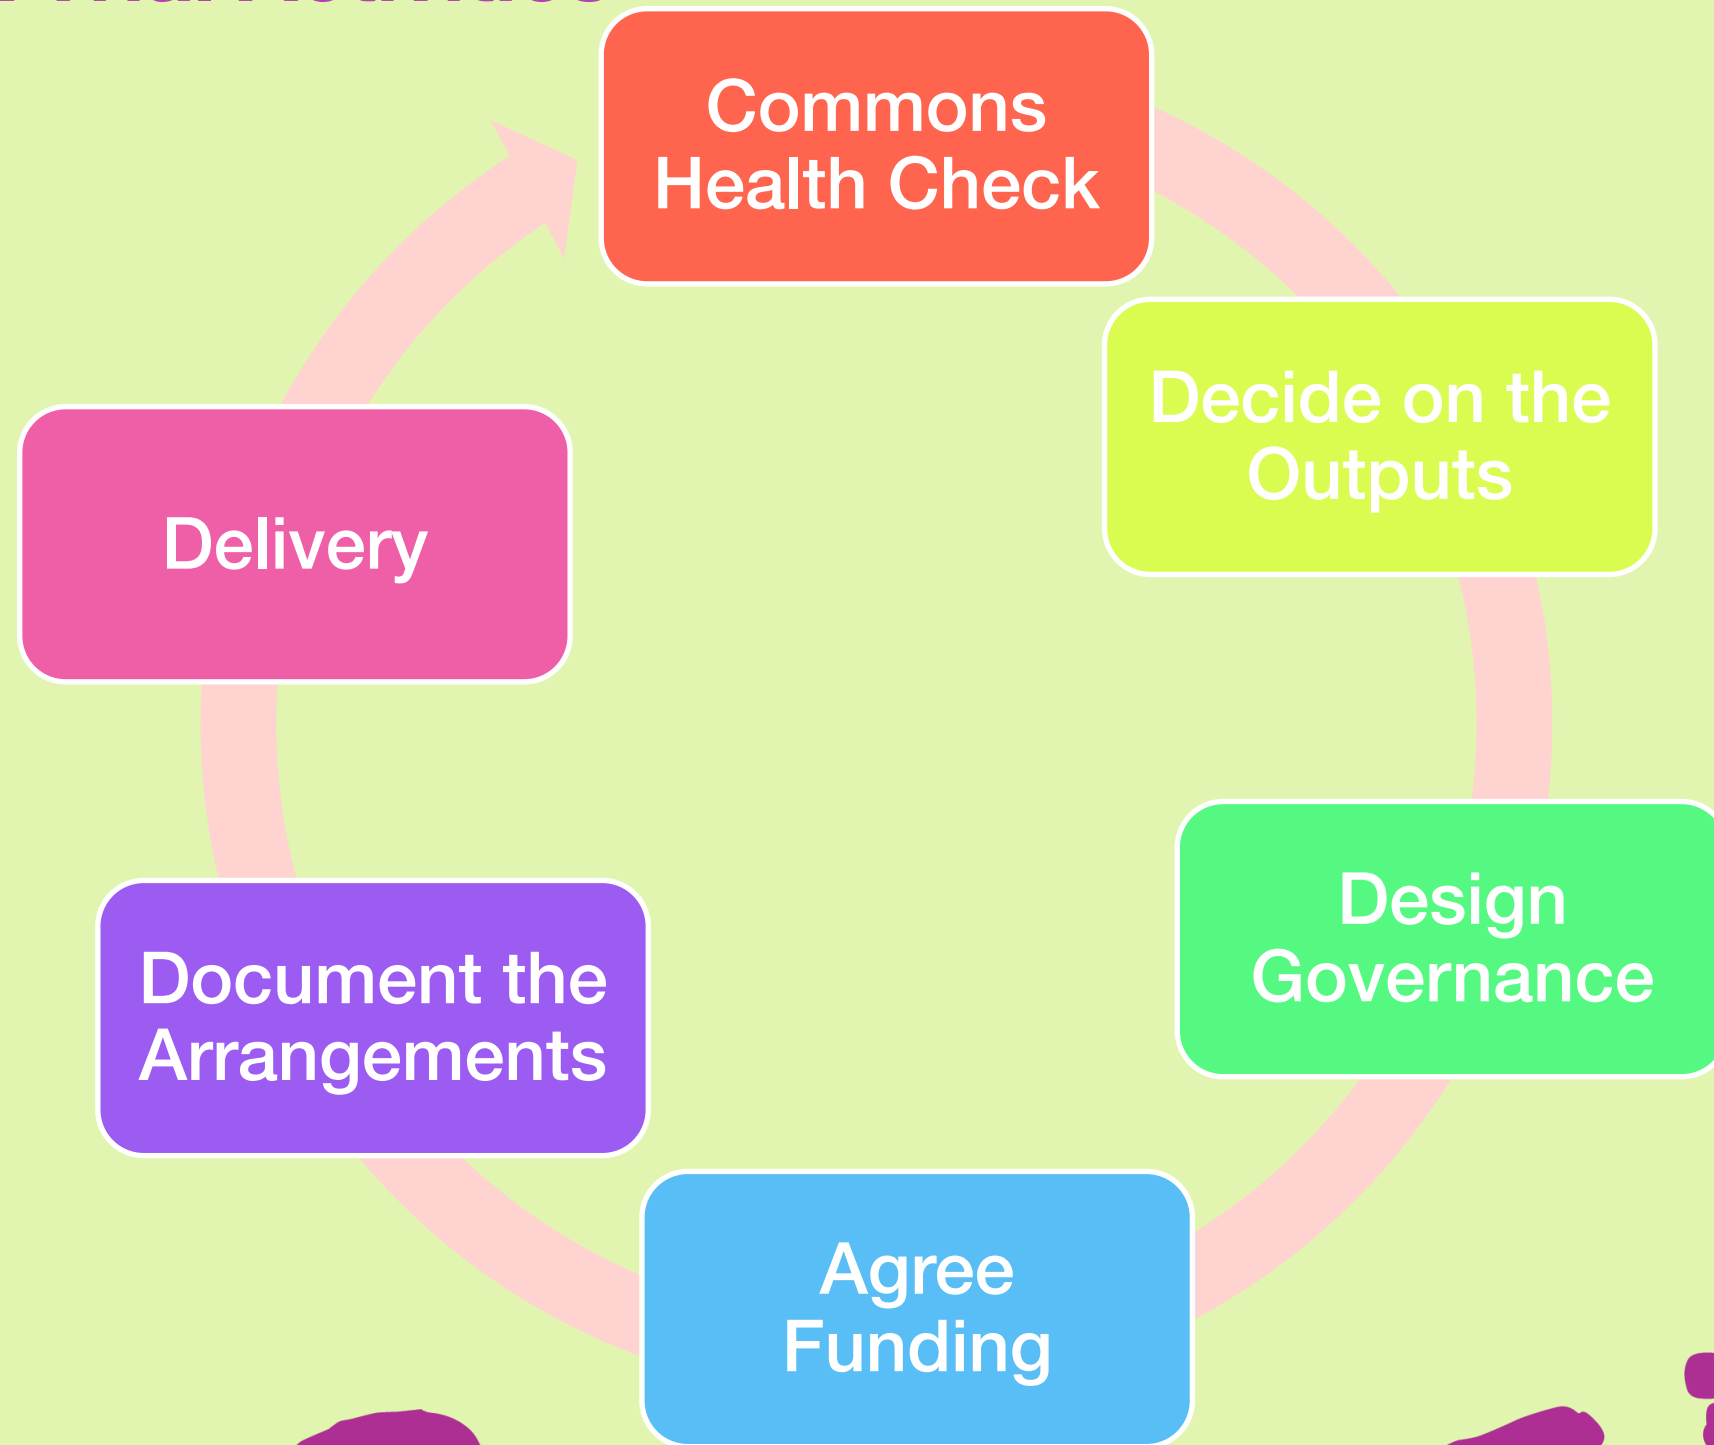 Commons
Health Check
Decide on the
Outputs
Design
Governance
Agree
Funding
Document the
Arrangements
Delivery